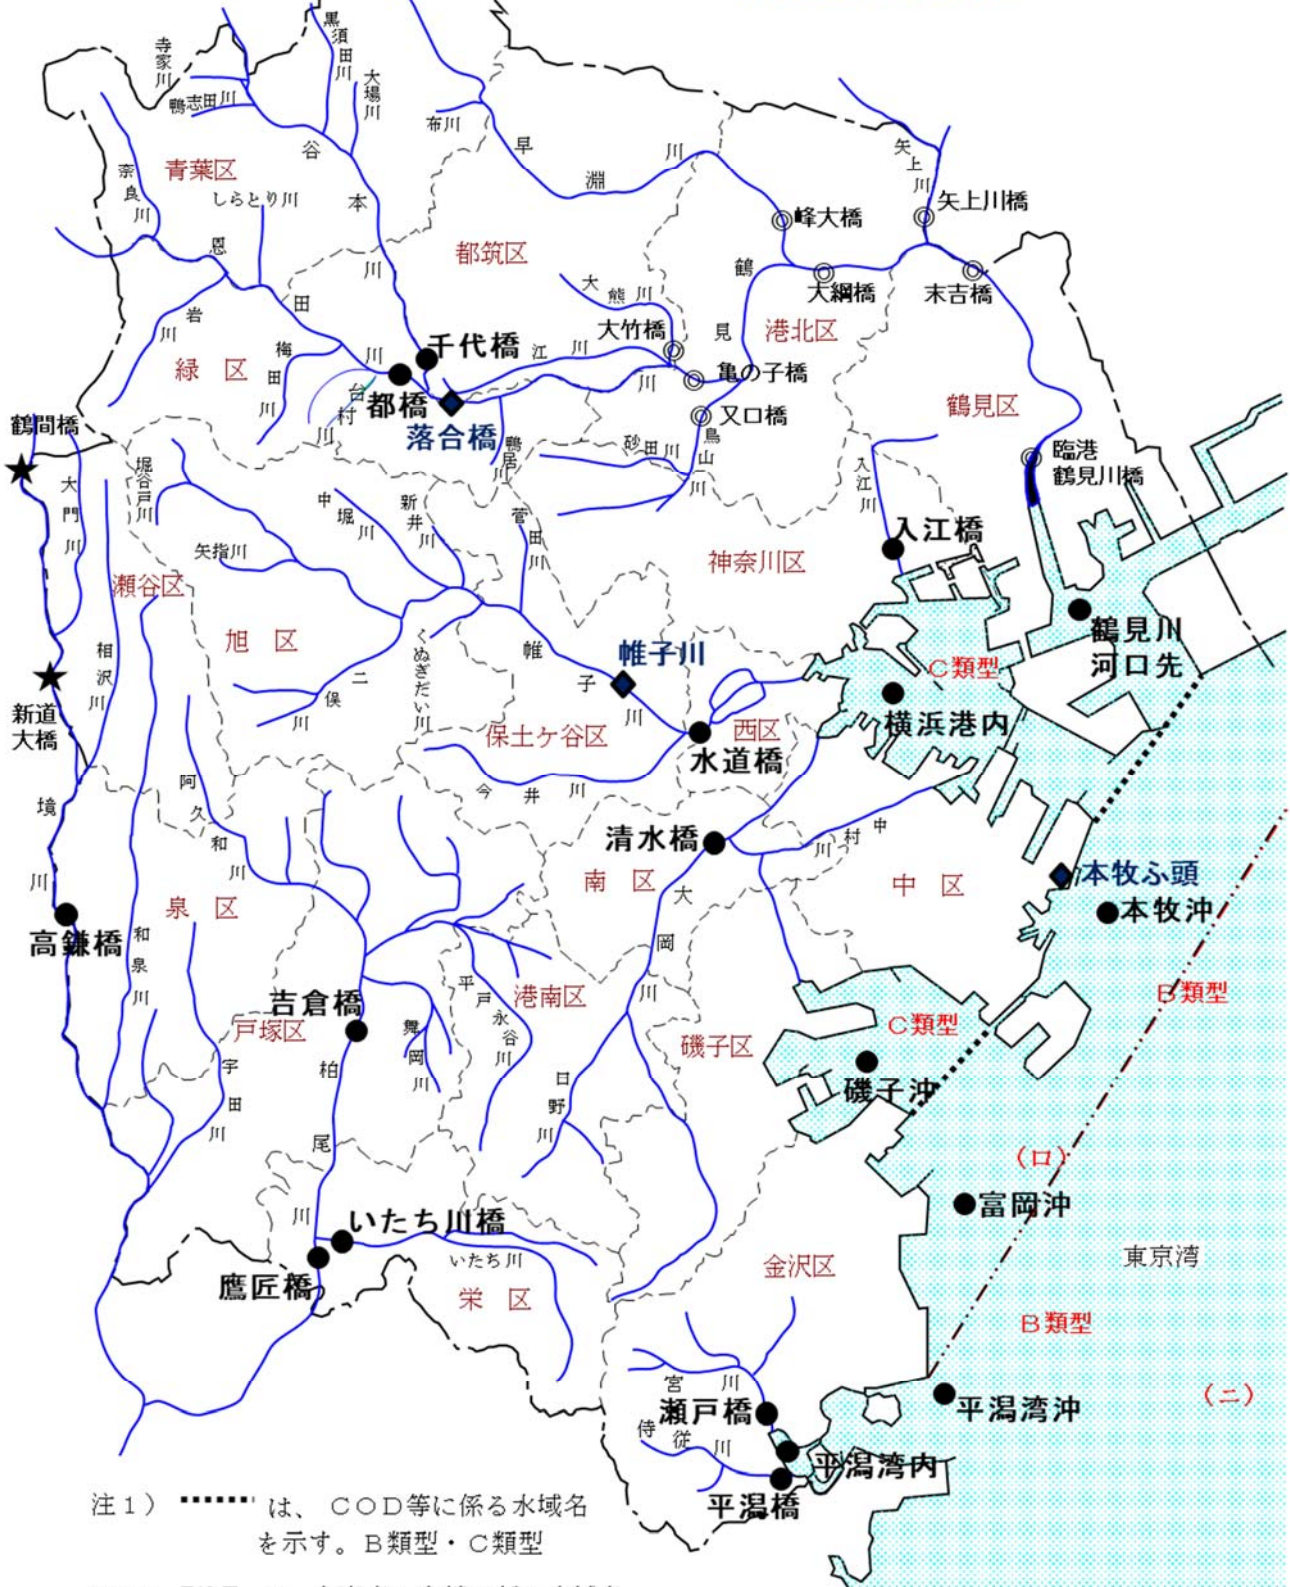 黒須田川
寺家川
大場川
鴨志田川
布川
早淵川
矢上川
谷本川
青葉区
奈良川
しらとり川
矢上川橋
峰大橋
恩田川
都筑区
鶴見川
大熊川
大綱橋
末吉橋
岩川
港北区
大竹橋
千代橋
江川
梅田川
緑 区
亀の子橋
台村川
都橋
又口橋
鶴見区
鶴間橋
落合橋
鴨居川
砂田川
鳥山川
臨港
鶴見川橋
堀谷戸川
大門川
入江川
中堀川
新井川
菅田川
入江橋
矢指川
神奈川区
瀬谷区
鶴見川
河口先
旭 区
くぬぎだい川
帷子川
帷子川
相沢川
C類型
二俣川
新道
大橋
横浜港内
保土ケ谷区
西区
水道橋
阿久和川
今井川
境川
中村川
清水橋
南 区
中 区
本牧ふ頭
大岡川
泉 区
本牧沖
高鎌橋
和泉川
平戸永谷川
港南区
B類型
吉倉橋
舞岡川
C類型
戸塚区
磯子区
宇田川
柏尾川
日野川
磯子沖
(ロ)
富岡沖
いたち川橋
いたち川
東京湾
金沢区
鷹匠橋
栄 区
B類型
宮川
(ニ)
瀬戸橋
平潟湾沖
侍従川
平潟湾内
平潟橋
注1) は、COD等に係る水域名
を示す。B類型・C類型